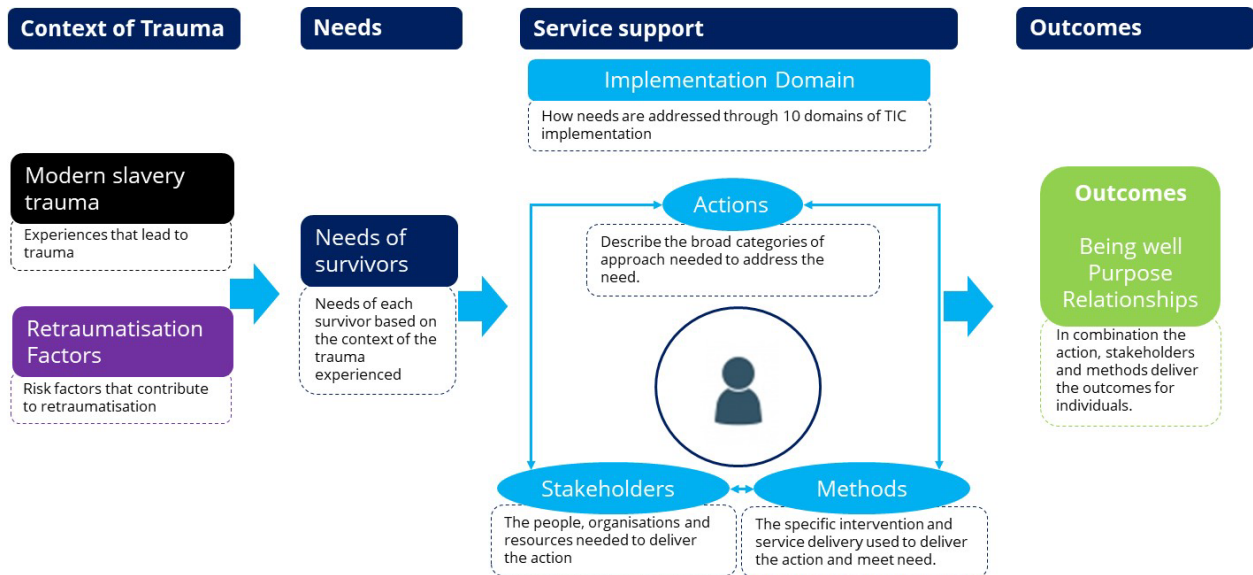 Context of Trauma
Needs
Service support
Outcomes
Implementation Domain
How needs are addressed through 10 domains of TIC
implementation
Modern slavery
trauma
Experiences that lead to
trauma
Retraumatisation
Factors
Risk factors that contribute
to retraumatisation
Needs of
survivors
Needs of each
survivor based on
the context of the
trauma
experienced
Actions
Describe the broad categories of
approach needed to address the
need.
Stakeholders
The people, organisations and
resources needed to deliver
the action
Methods
The specific intervention and
service delivery used to deliver
the action and meet need.
Outcomes
Being well
Purpose
Relationships
In combination the
action, stakeholders
and methods deliver
the outcomes for
individuals.